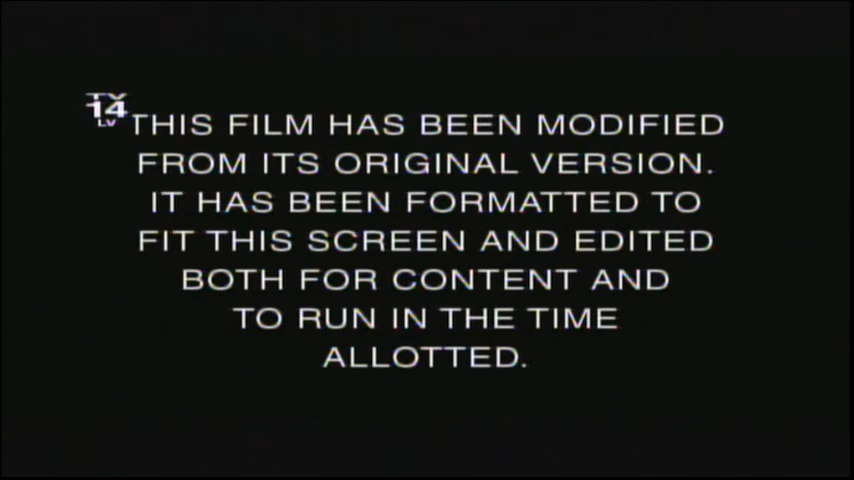 TV
14
LV
THIS FILM HAS BEEN MODIFIED
FROM ITS ORIGINAL VERSION.
IT HAS BEEN FORMATTED TO
FIT THIS SCREEN AND EDITED
BOTH FOR CONTENT AND
TO RUN IN THE TIME
ALLOTTED.